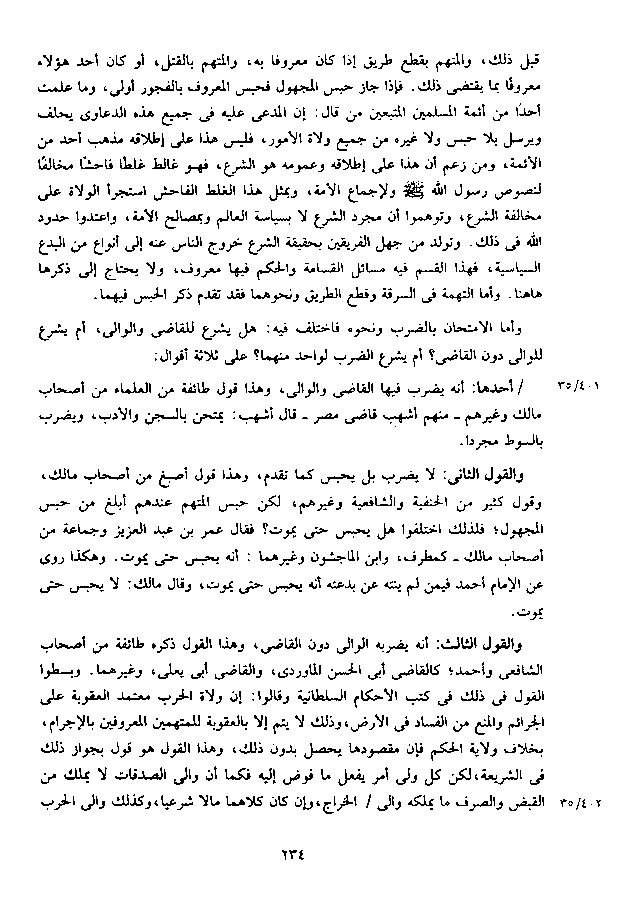 قبل ذلك، والمتهم بقطع طريق إذا كان معروفا به، والمتهم بالقتل، أو كان أحد هؤلاء
معروفًا بما يقتضى ذلك. فإذا جاز حبس المجهول فحبس المعروف بالفجور أولي، وما علمت
أحدًا من أئمة المسلمين المتبعين من قال: إن المدعى عليه فى جميع هذه الدعاوى يحلف
ويرسل بلا حبس ولا غيره من جميع ولاة الأمور، فليس هذا على إطلاقه مذهب أحد من
الأئمة، ومن زعم أن هذا على إطلاقه وعمومه هو الشرع، فهو غالط غلطًا فاحشًا مخالفًا
لنصوص رسول الله ﷺ ولإجماع الأمة، وبمثل هذا الغلط الفاحش استجرأ الولاة على
مخالفة الشرع، وتوهموا أن مجرد الشرع لا بسياسة العالم وبمصالح الأمة، واعتدوا حدود
الله فى ذلك. وتولد من جهل الفريقين بحقيقة الشرع خروج الناس عنه إلى أنواع من البدع
السياسية، فهذا القسم فيه مسائل القسامة والحكم فيها معروف، ولا يحتاج إلى ذكرها
هاهنا. وأما التهمة فى السرقة وقطع الطريق ونحوهما فقد تقدم ذكر الحبس فيهما.
وأما الامتحان بالضرب ونحوه فاختلف فيه: هل يشرع للقاضى والوالى، أم يشرع
للوالى دون القاضى؟ أم يشرع الضرب لواحد منهما؟ على ثلاثة أقوال:
/ أحدها: أنه يضرب فيها القاضى والوالى، وهذا قول طائفة من العلماء من أصحاب ٣٥/٤٠١
مالك وغيرهم ـ منهم أشهب قاضى مصر ـ قال أشهب: يمتحن بالسجن والأدب، ويضرب
بالسوط مجردا.
والقول الثانى: لا يضرب بل يحبس كما تقدم، وهذا قول أصبغ من أصحاب مالك،
وقول كثير من الحنفية والشافعية وغيرهم، لكن حبس المتهم عندهم أبلغ من حبس
المجهول؛ فلذلك اختلفوا هل يحبس حتى يموت؟ فقال عمر بن عبد العزيز وجماعة من
أصحاب مالك ـ كمطرف، وابن الماجشون وغيرهما : أنه يحبس حتى يموت. وهكذا روى
عن الإمام أحمد فيمن لم ينته عن بدعته أنه يحبس حتى يموت، وقال مالك: لا يحبس حتى
يموت.
والقول الثالث: أنه يضربه الوالى دون القاضى، وهذا القول ذكره طائفة من أصحاب
الشافعى وأحمد؛ كالقاضى أبى الحسن الماوردى، والقاضى أبى يعلى، وغيرهما. وبسطوا
القول فى ذلك فى كتب الأحكام السلطانية وقالوا: إن ولاة الحرب معتمد العقوبة على
الجرائم والمنع من الفساد فى الأرض، وذلك لا يتم إلا بالعقوبة للمتهمين المعروفين بالإجرام،
بخلاف ولاية الحكم فإن مقصودها يحصل بدون ذلك، وهذا القول هو قول بجواز ذلك
فى الشريعة، لكن كل ولى أمر يفعل ما فوض إليه فكما أن والى الصدقات لا يملك من
القبض والصرف ما يملكه والى / الخراج، وإن كان كلاهما مالا شرعيا، وكذلك والى الحرب ٣٥/٤٠٢
٢٣٤